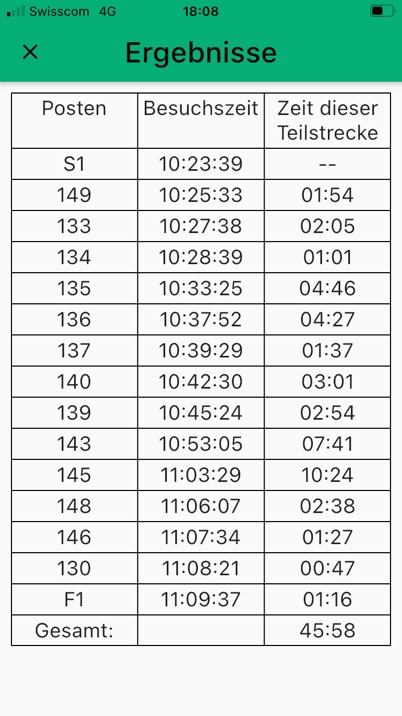 Swisscom 4G 18:08
Ergebnisse
Posten Besuchszeit Zeit dieser
Teilstrecke
S1 10:23:39 --
149 10:25:33 01:54
133 10:27:38 02:05
134 10:28:39 01:01
135 10:33:25 04:46
136 10:37:52 04:27
137 10:39:29 01:37
140 10:42:30 03:01
139 10:45:24 02:54
143 10:53:05 07:41
145 11:03:29 10:24
148 11:06:07 02:38
146 11:07:34 01:27
130 11:08:21 00:47
F1 11:09:37 01:16
Gesamt: 45:58